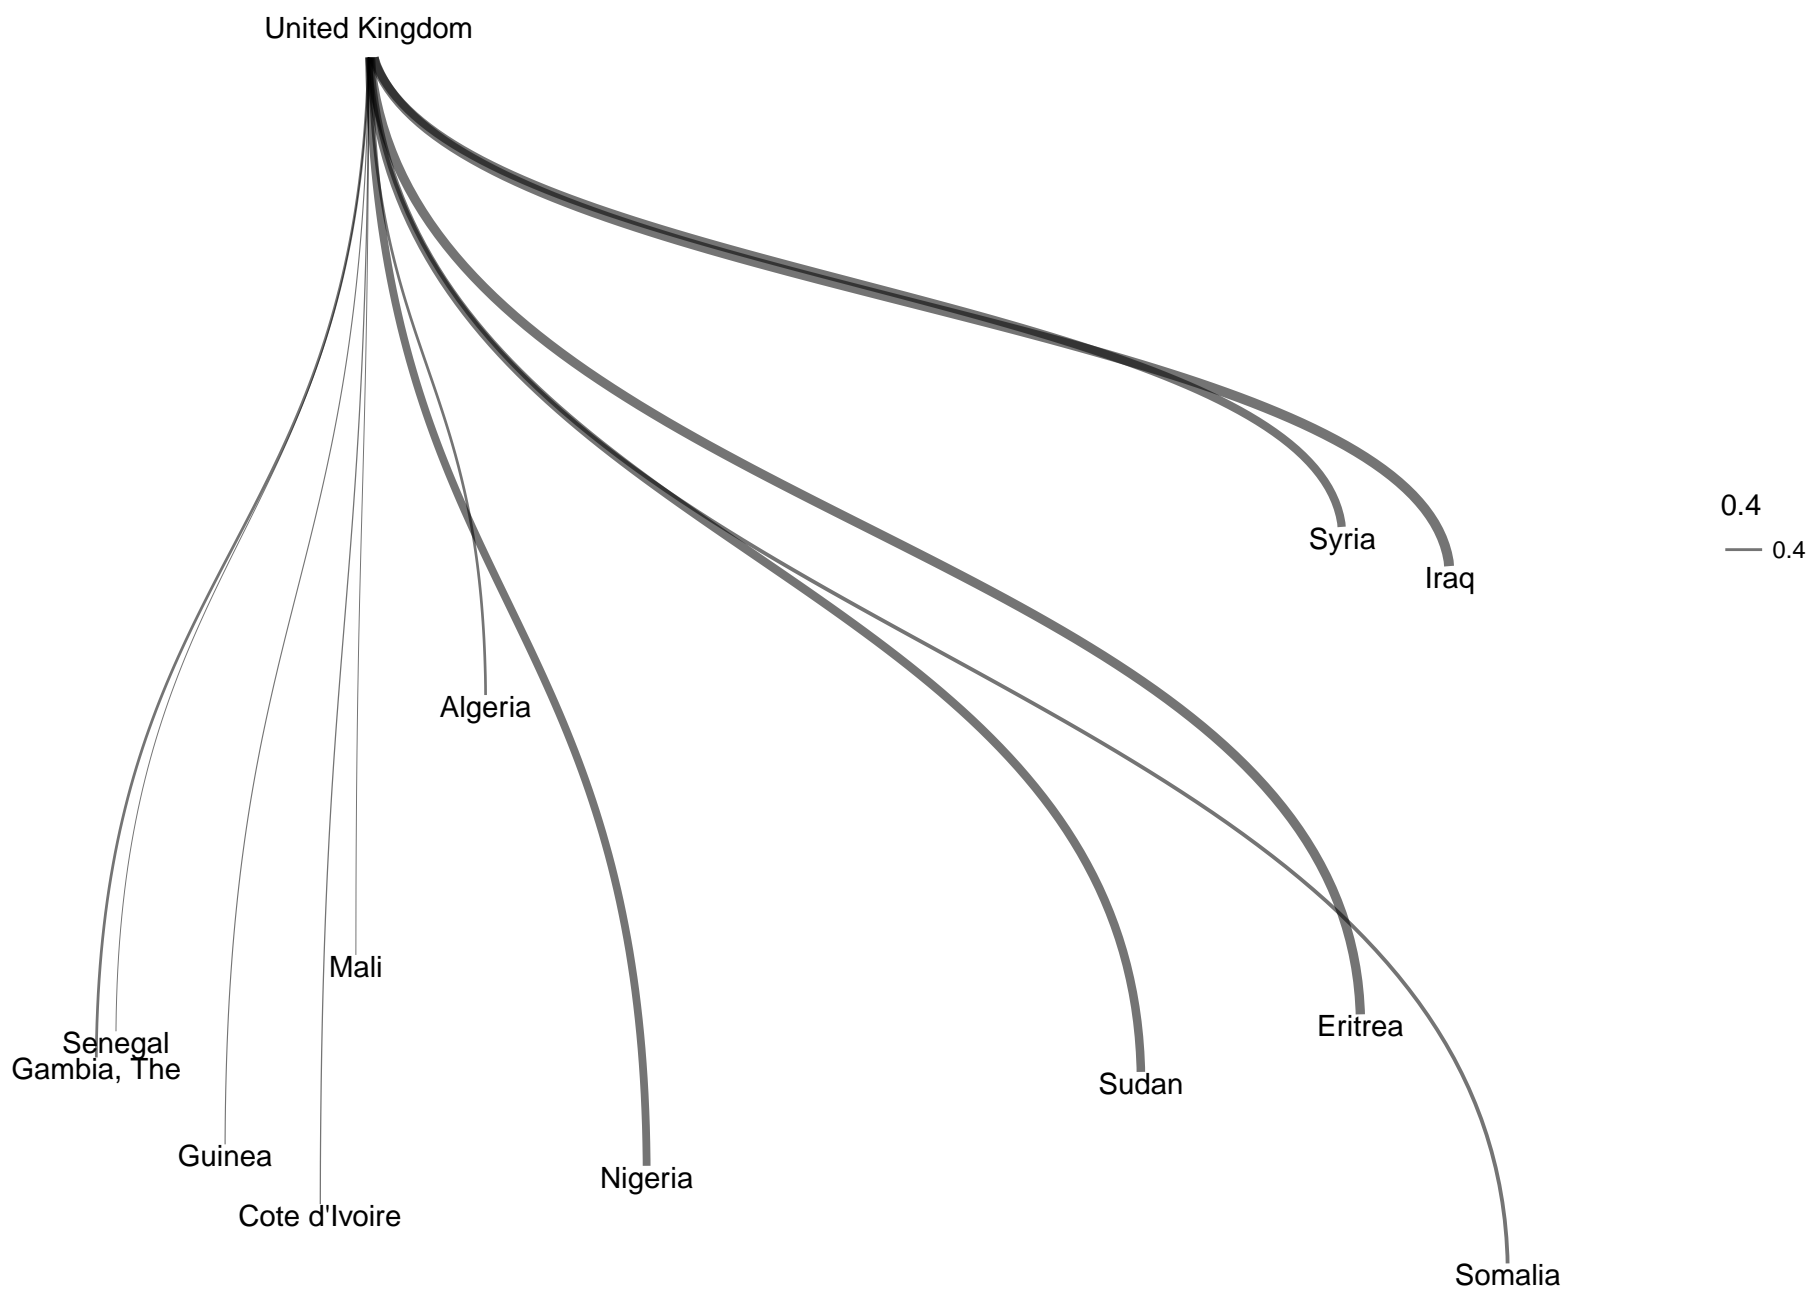 United Kingdom
0.4
Syria
0.4
Iraq
Algeria
Mali
Eritrea
Senegal
Gambia, The
Sudan
Guinea
Nigeria
Cote d'Ivoire
Somalia